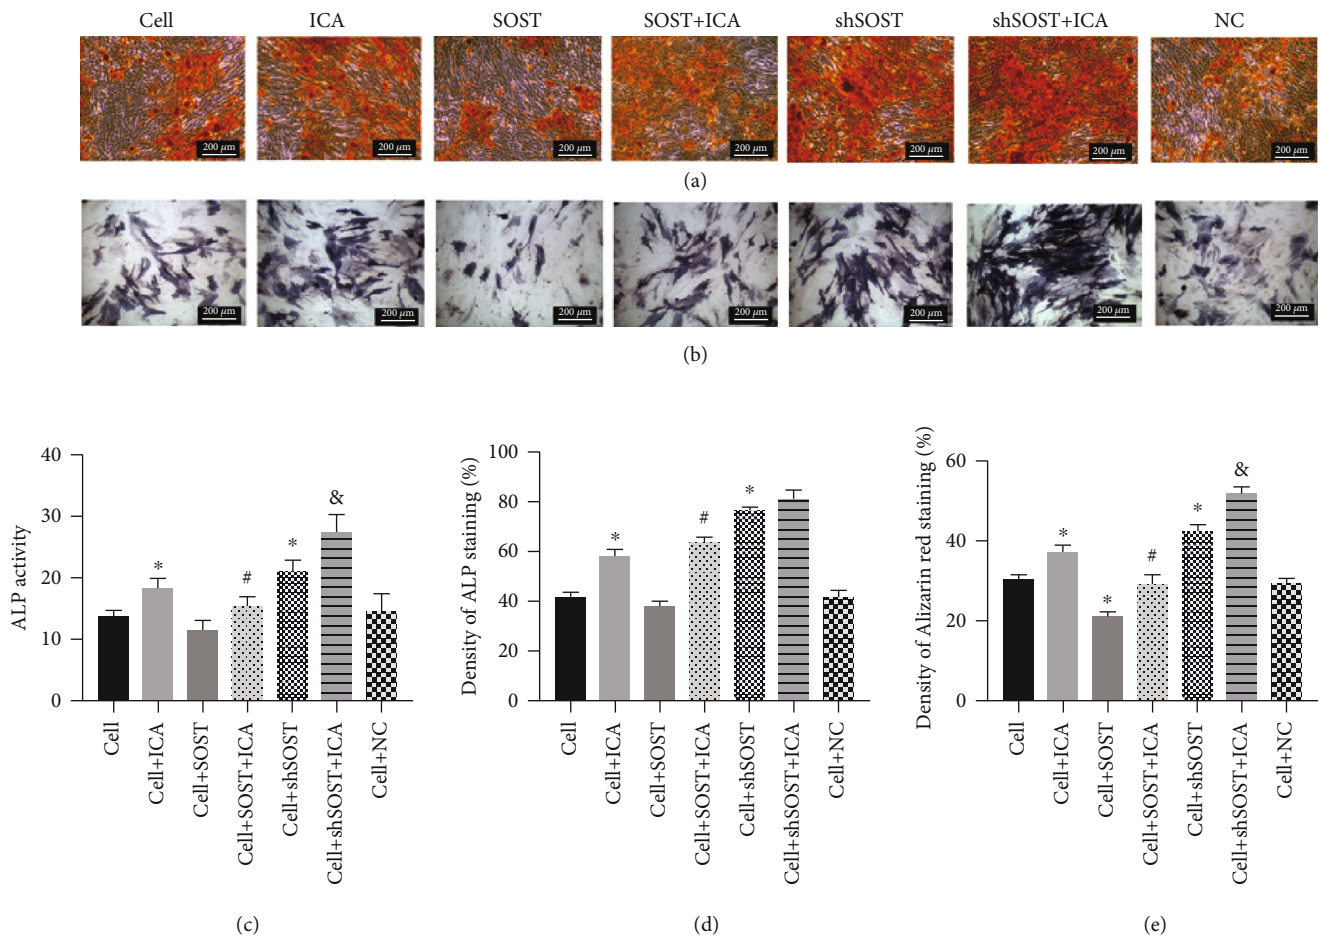 Cell ICA SOST SOST+ICA shSOST shSOST+ICA NC
200 µm 200 µm 200 µm 200 µm 200 µm 200 µm 200 µm
(a)
200 µm 200 µm 200 µm 200 µm 200 µm 200 µm 200 µm
(b)
ALP activity
40
30
20
10
0
* # * &
Cell
Cell+ICA
Cell+SOST
Cell+SOST+ICA
Cell+shSOST
Cell+shSOST+ICA
Cell+NC
(c)
Density of ALP staining (%)
100
80
60
40
20
0
* # *
Cell
Cell+ICA
Cell+SOST
Cell+SOST+ICA
Cell+shSOST
Cell+shSOST+ICA
Cell+NC
(d)
Density of Alizarin red staining (%)
60
40
20
0
* * # * &
Cell
Cell+ICA
Cell+SOST
Cell+SOST+ICA
Cell+shSOST
Cell+shSOST+ICA
Cell+NC
(e)